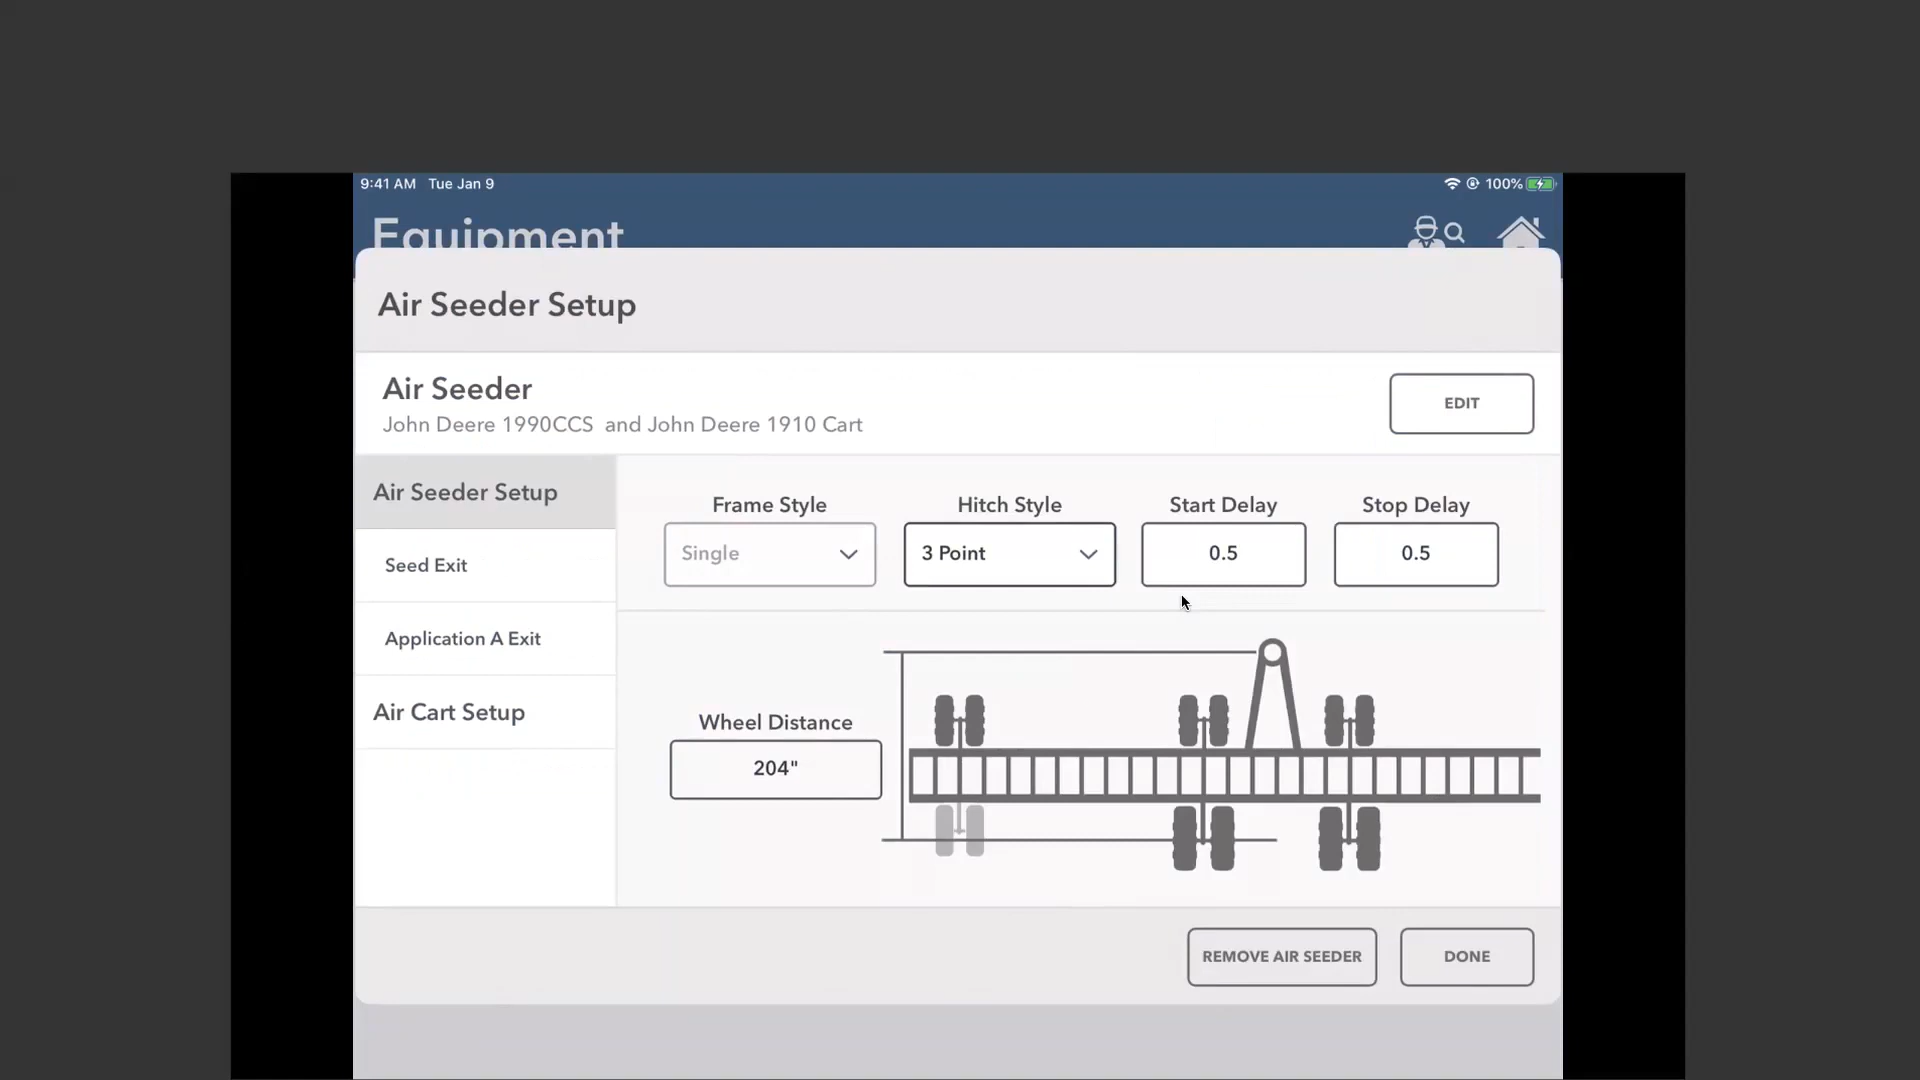 9:41 AM Tue Jan 9
100%
Equipment
Air Seeder Setup
Air Seeder
John Deere 1990CCS and John Deere 1910 Cart
EDIT
Air Seeder Setup
Seed Exit
Application A Exit
Air Cart Setup
Frame Style
Hitch Style
Start Delay
Stop Delay
Single
3 Point
0.5
0.5
Wheel Distance
204"
REMOVE AIR SEEDER
DONE